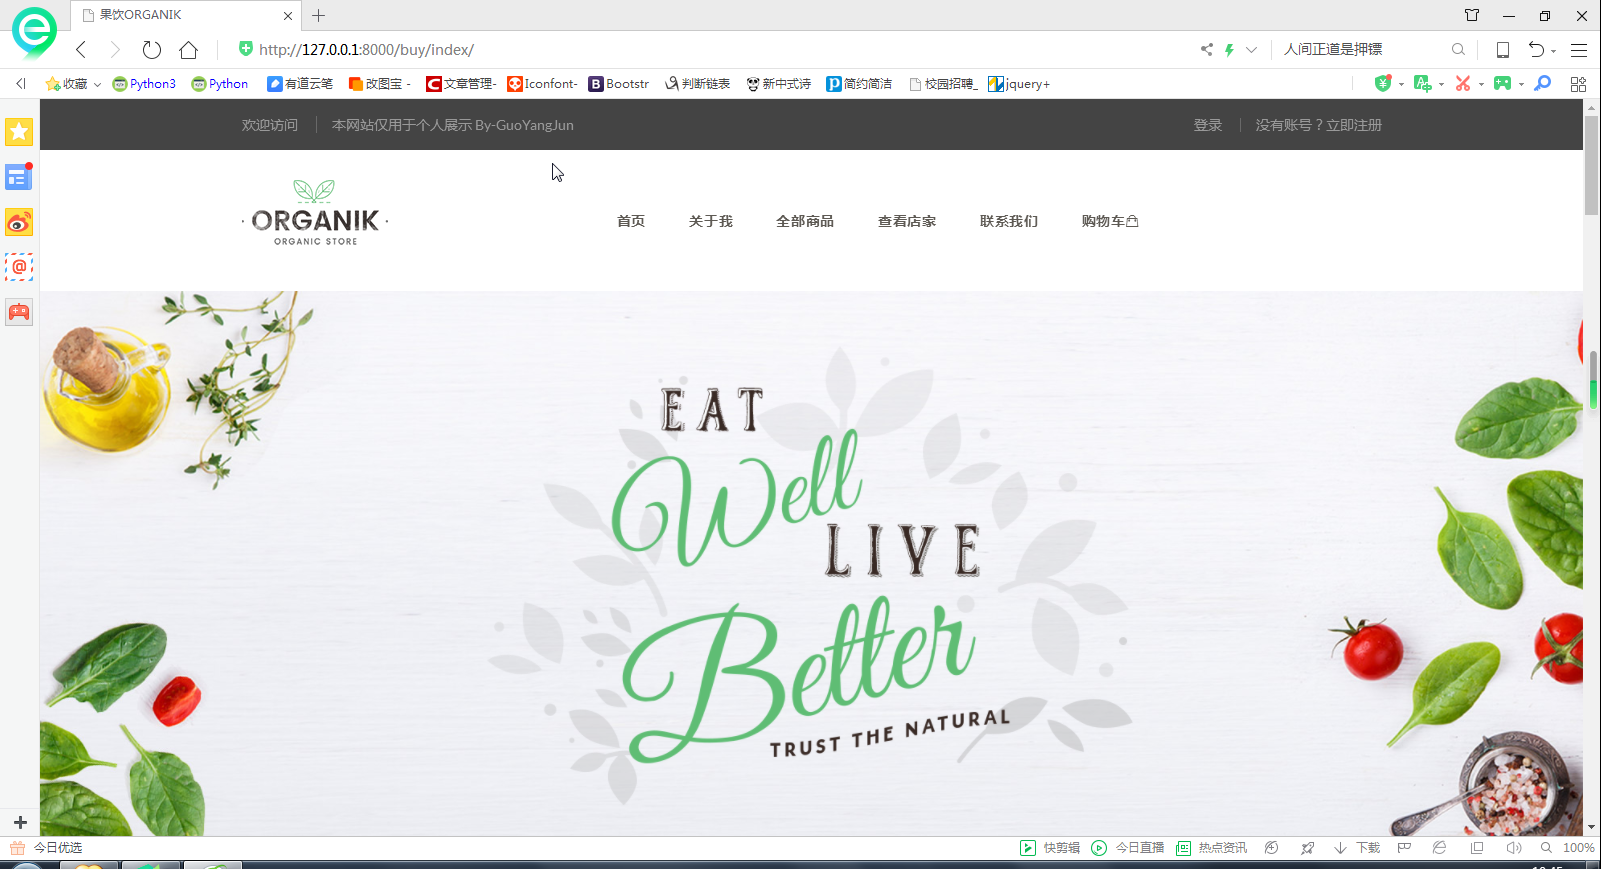 果饮ORGANIK
http://127.0.0.1:8000/buy/index/
人间正道是押镖
收藏 Python3 Python 有道云笔 改图宝 - 文章管理- Iconfont- Bootstr 判断链表 新中式诗 简约简洁 校园招聘_ jquery+
欢迎访问 本网站仅用于个人展示 By-GuoYangJun 登录 没有账号？立即注册
ORGANIK
ORGANIC STORE
首页 关于我 全部商品 查看店家 联系我们 购物车
EAT
Well
LIVE
Better
TRUST THE NATURAL
今日优选 快剪辑 今日直播 热点资讯 下载 100%